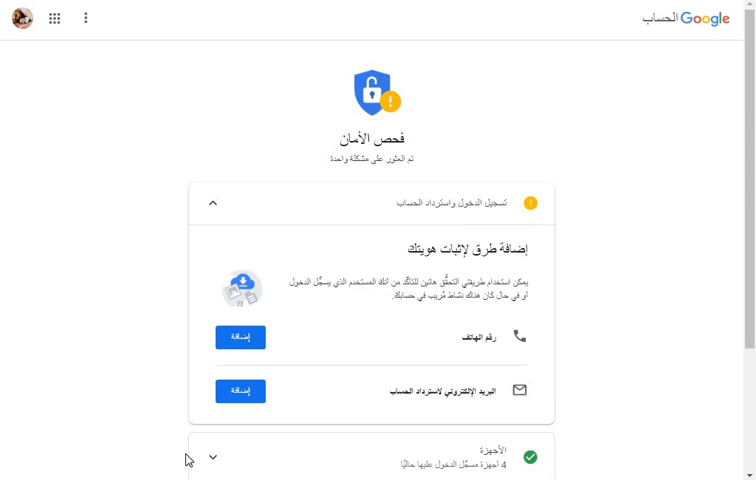 Google الحساب
فحص الأمان
تم العثور على مشكلة واحدة
تسجيل الدخول واسترداد الحساب
إضافة طرق لإثبات هويتك
يمكن استخدام طريقتي التحقُّق هاتين للتأكُّد من أنك المستخدم الذي يسجِّل الدخول
أو في حال كان هناك نشاط مُريب في حسابك.
رقم الهاتف
إضافة
البريد الإلكتروني لاسترداد الحساب
إضافة
الأجهزة
4 أجهزة مسجَّل الدخول عليها حاليًا